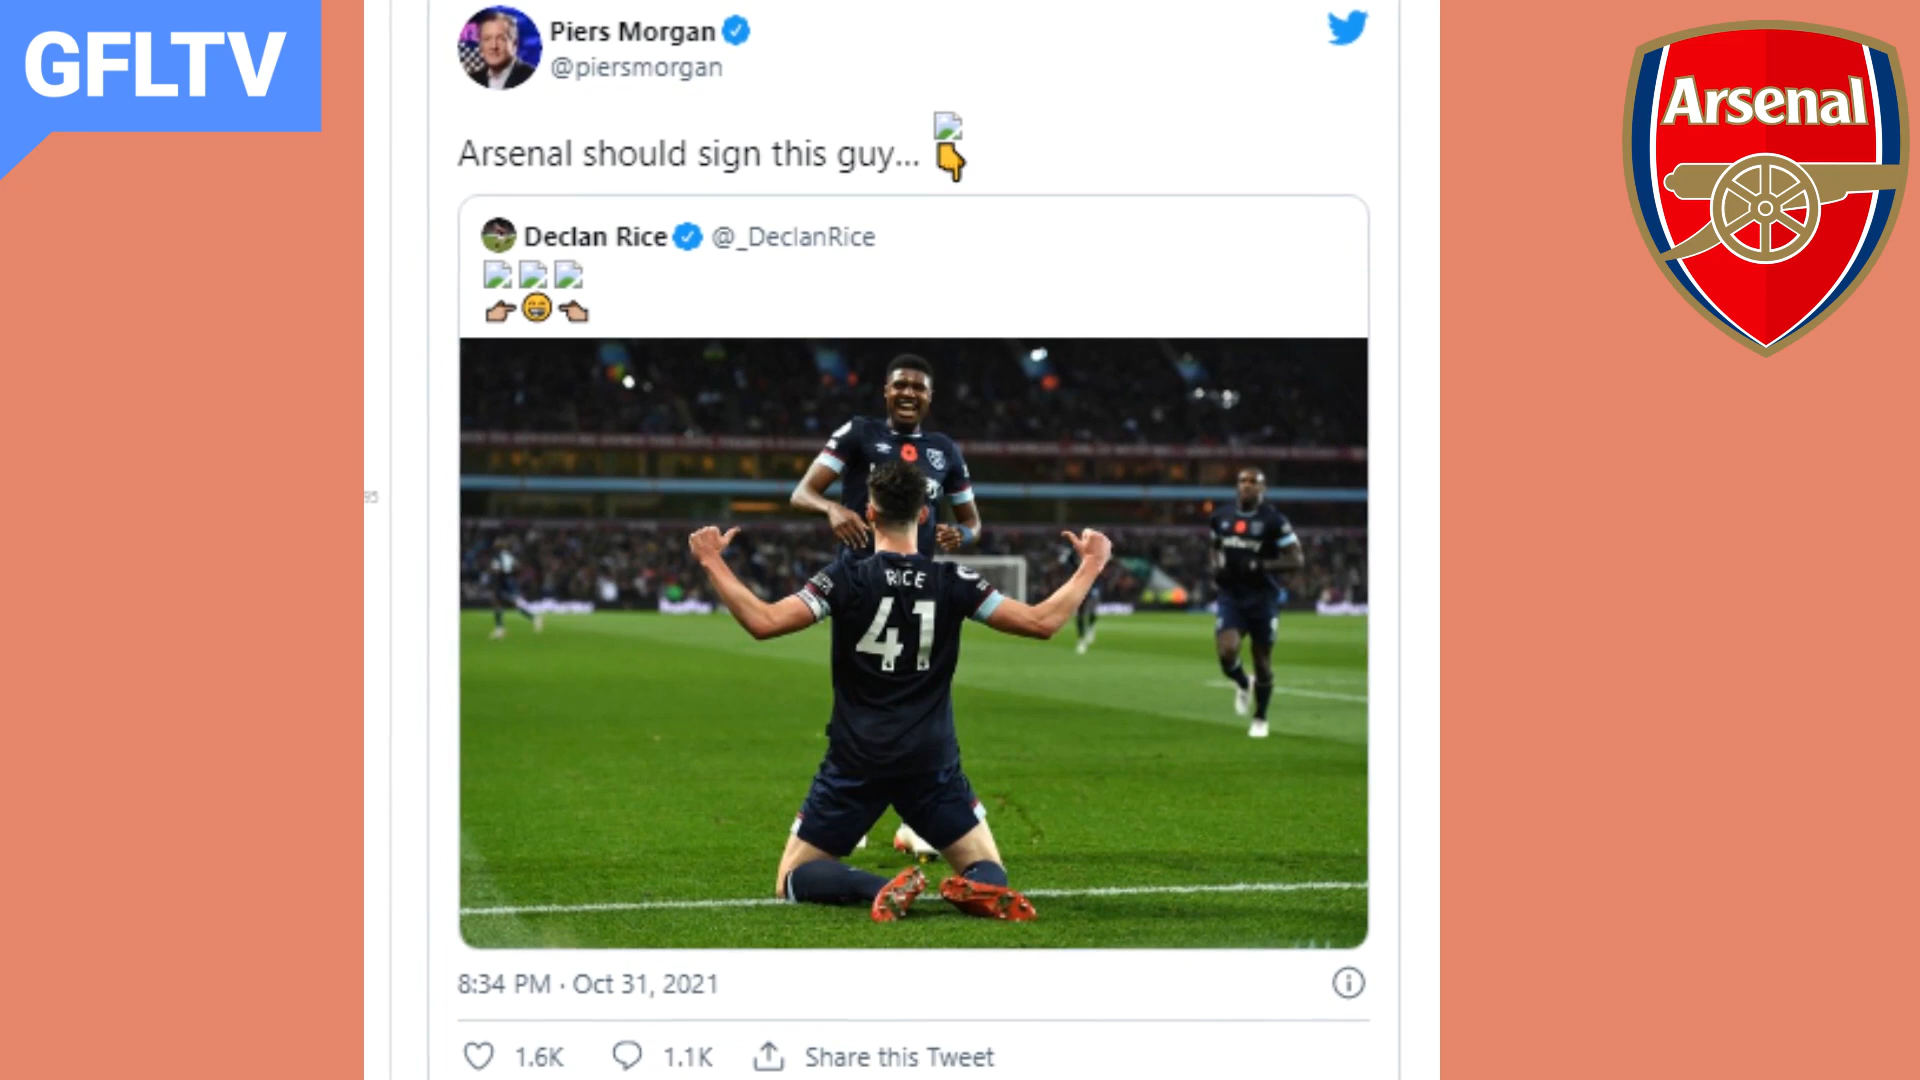 GFLTV
Piers Morgan
@piersmorgan
Arsenal should sign this guy...
Declan Rice @_DeclanRice
RICE
41
8:34 PM · Oct 31, 2021
1.6K 1.1K Share this Tweet
95
Arsenal